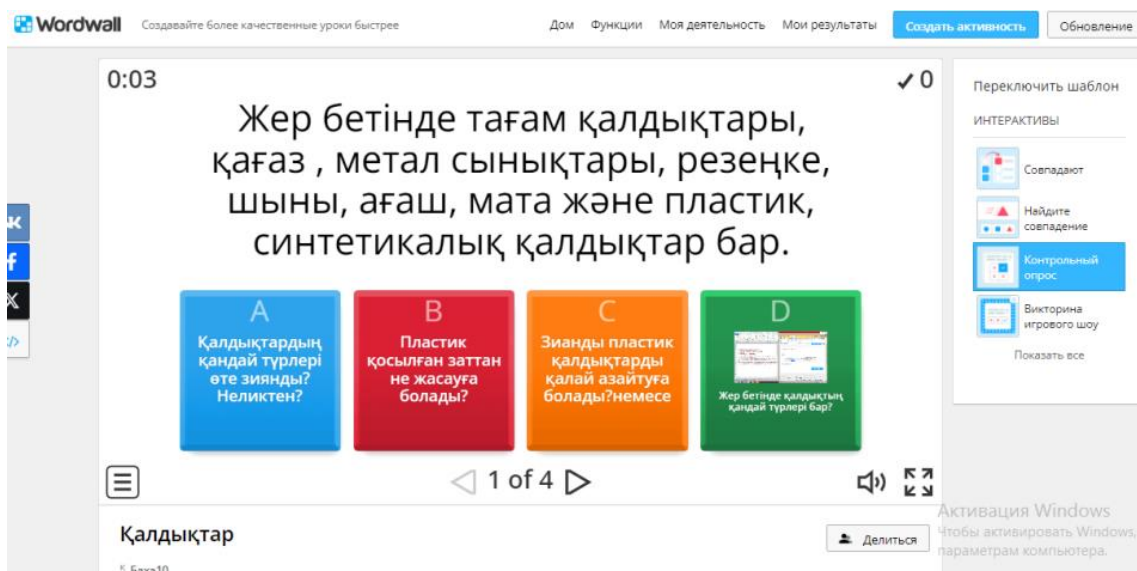 Wordwall
Создавайте более качественные уроки быстрее
Дом Функции Моя деятельность Мои результаты Создать активность Обновление
0:03
0
Жер бетінде тағам қалдықтары,
қағаз , метал сынықтары, резеңке,
шыны, ағаш, мата және пластик,
синтетикалық қалдықтар бар.
A
Қалдықтардың
қандай түрлері
өте зиянды?
Неліктен?
B
Пластик
қосылған заттан
не жасауға
болады?
C
Зианды пластик
қалдықтарды
қалай азайтуға
болады?немесе
D
Жер бетінде қалдықтың
қандай түрлері бар?
1 of 4
Қалдықтар
Делиться
Переключить шаблон
ИНТЕРАКТИВЫ
Совпадают
Найдите
совпадение
Контрольный
опрос
Викторина
игрового шоу
Показать все
Активация Windows
Чтобы активировать Windows,
параметрам компьютера.